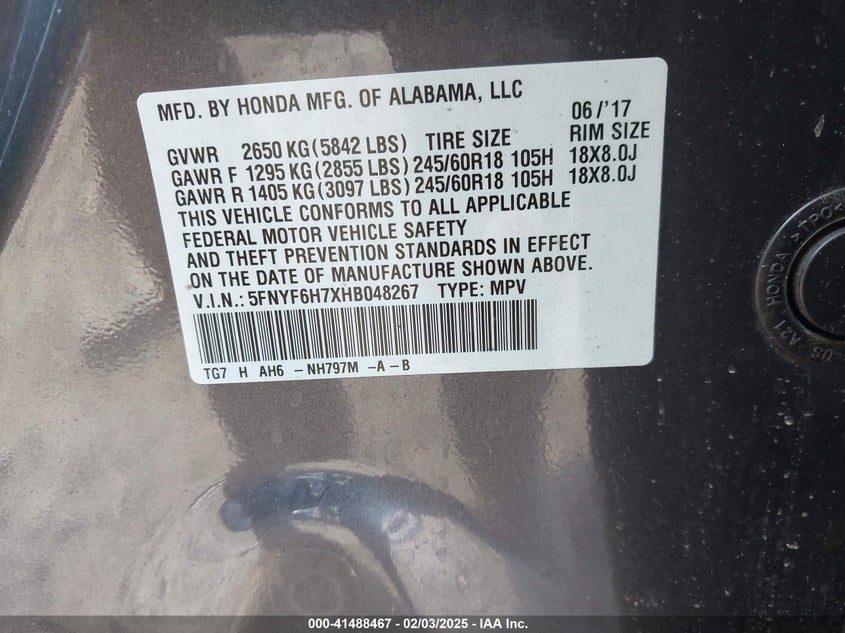 MFD. BY HONDA MFG. OF ALABAMA, LLC 06/'17
GVWR 2650 KG(5842 LBS) TIRE SIZE RIM SIZE
GAWR F 1295 KG(2855 LBS)245/60R18 105H 18X8.0J
GAWR R 1405 KG(3097 LBS)245/60R18 105H 18X8.0J
THIS VEHICLE CONFORMS TO ALL APPLICABLE
FEDERAL MOTOR VEHICLE SAFETY
AND THEFT PREVENTION STANDARDS IN EFFECT
ON THE DATE OF MANUFACTURE SHOWN ABOVE.
V.I.N.: 5FNYF6H7XHB048267 TYPE: MPV
TG7 H AH6 -NH797M -A-B
A21 HONDA
000-41488467 - 02/03/2025 - IAA Inc.